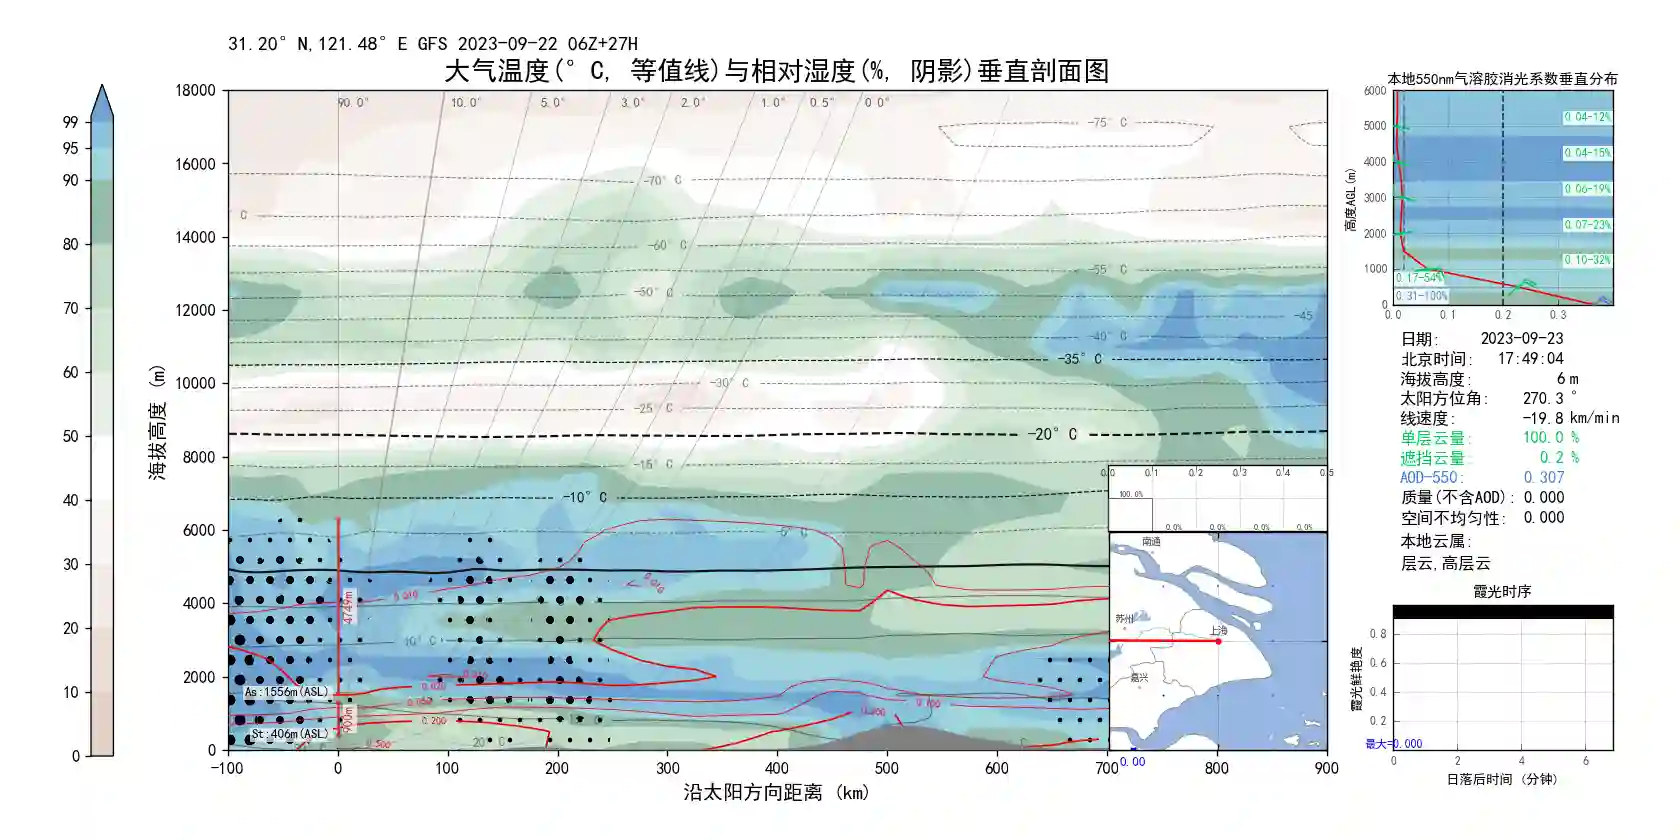 31.20°N,121.48°E GFS 2023-09-22 06Z+27H
大气温度(°C, 等值线)与相对湿度(%, 阴影)垂直剖面图
99
95
90
80
70
60
50
40
30
20
10
0
海拔高度 (m)
18000
16000
14000
12000
10000
8000
6000
4000
2000
0
90.0° 10.0° 5.0° 3.0° 2.0° 1.0° 0.5° 0.0°
-75°C
-70°C
C
-60°C
-55°C
-50°C
-45
-40°C
-35°C
-30°C
-25°C
-20°C
-15°C
-10°C
0.010
4749m
As:1556m(ASL)
0.020
0.100
900m
0.200
St:406m(ASL)
0.500
20°C
-100 0 100 200 300 400 500 600 700 800 900
沿太阳方向距离 (km)
0.0 0.1 0.2 0.3 0.4 0.5
100.0%
0.0% 0.0% 0.0% 0.0%
南通
苏州
上海
嘉兴
0.00
本地550nm气溶胶消光系数垂直分布
高度AGL(m)
6000
5000
4000
3000
2000
1000
0
0.04-12%
0.04-15%
0.06-19%
0.07-23%
0.10-32%
0.17-54%
0.31-100%
0.0 0.1 0.2 0.3
日期: 2023-09-23
北京时间: 17:49:04
海拔高度: 6 m
太阳方位角: 270.3 °
线速度: -19.8 km/min
单层云量: 100.0 %
遮挡云量: 0.2 %
AOD-550: 0.307
质量(不含AOD): 0.000
空间不均匀性: 0.000
本地云属:
层云,高层云
霞光时序
霞光鲜艳度
0.8
0.6
0.4
0.2
最大=0.000
0 2 4 6
日落后时间 (分钟)